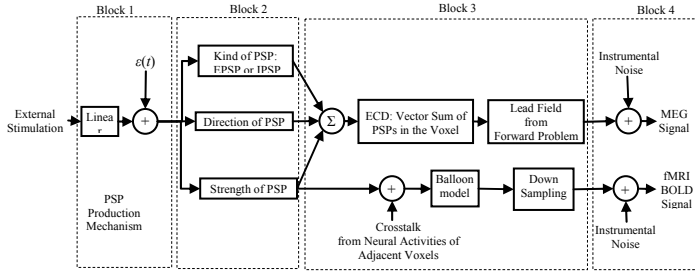 Block 1
Block 2
Block 3
Block 4
ε(t)
External
Stimulation
Linea
r
+
PSP
Production
Mechanism
Kind of PSP:
EPSP or IPSP
Direction of PSP
Strength of PSP
Σ
ECD: Vector Sum of
PSPs in the Voxel
Lead Field
from
Forward Problem
Instrumental
Noise
+
MEG
Signal
+
Crosstalk
from Neural Activities of
Adjacent Voxels
Balloon
model
Down
Sampling
+
fMRI
BOLD
Signal
Instrumental
Noise